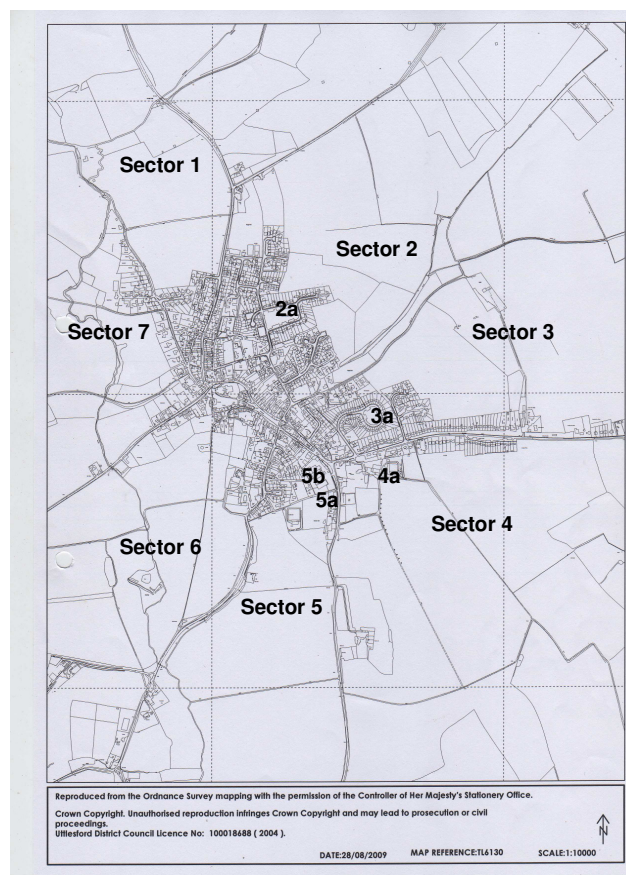 Sector 1
Sector 2
2a
Sector 7
Sector 3
3a
5b
4a
5a
Sector 4
Sector 6
Sector 5
Reproduced from the Ordnance Survey mapping with the permission of the Controller of Her Majesty's Stationery Office.
Crown Copyright. Unauthorised reproduction infringes Crown Copyright and may lead to prosecution or civil
proceedings.
Uttlesford District Council Licence No: 100018688 ( 2004 ).
N
DATE:28/08/2009 MAP REFERENCE:TL6130 SCALE:1:10000